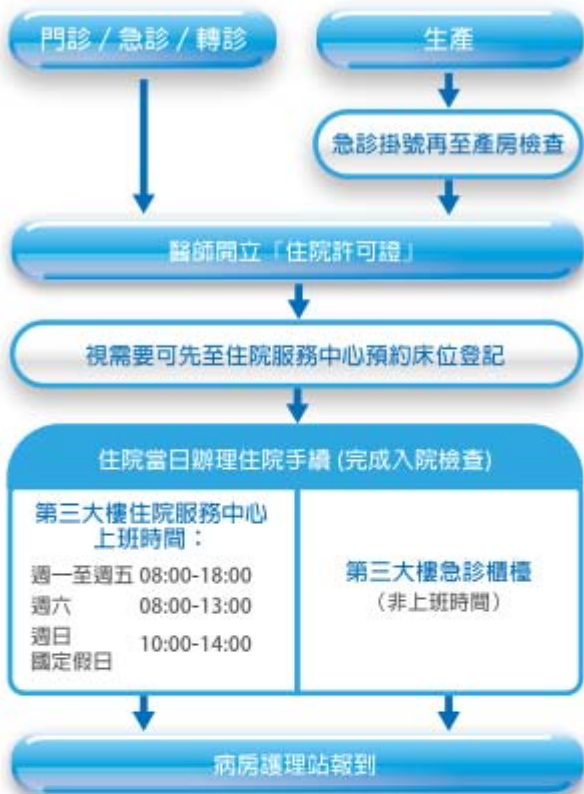 門診 / 急診 / 轉診
生產
急診掛號再至產房檢查
醫師開立「住院許可證」
視需要可先至住院服務中心預約床位登記
住院當日辦理住院手續 (完成入院檢查)
第三大樓住院服務中心
上班時間：
週一至週五 08:00-18:00
週六 08:00-13:00
週日
國定假日
10:00-14:00
第三大樓急診櫃檯
（非上班時間）
病房護理站報到